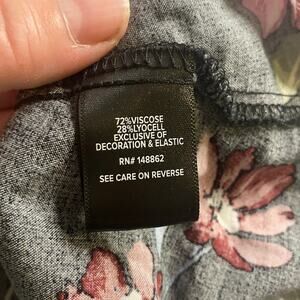 72%VISCOSE
28%LYOCELL
EXCLUSIVE OF
DECORATION & ELASTIC
RN# 148862
SEE CARE ON REVERSE